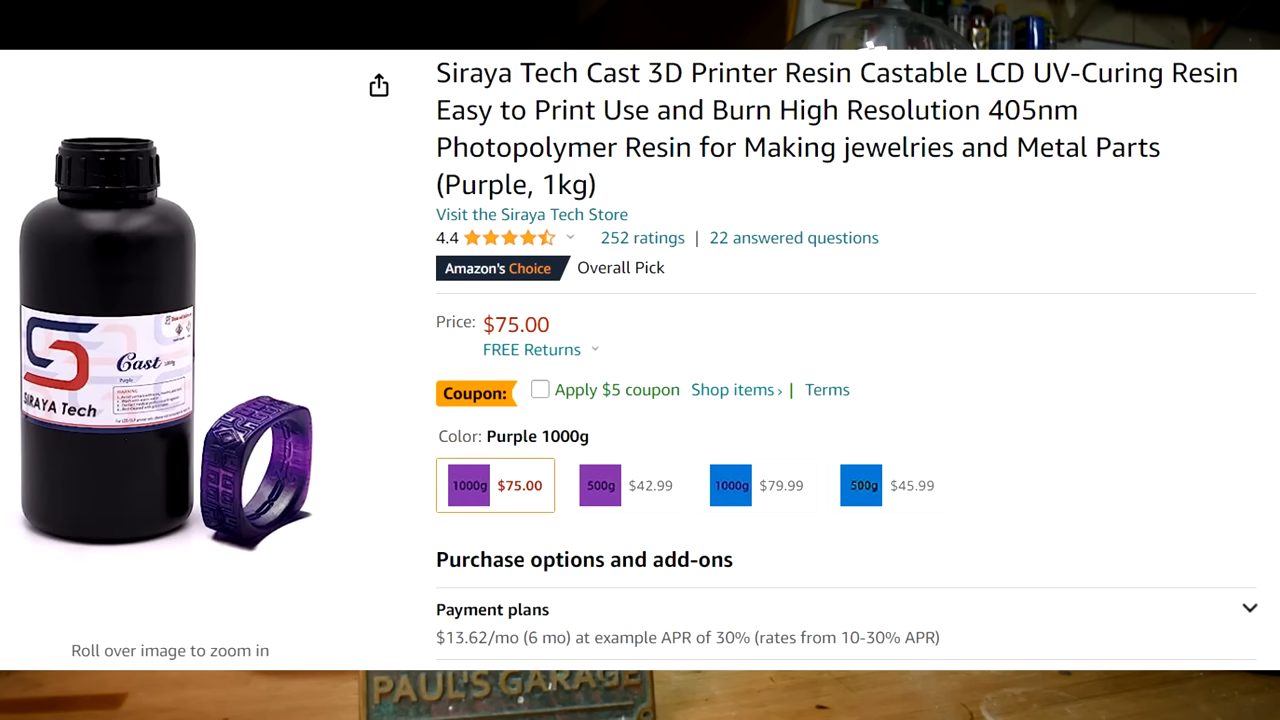 Siraya Tech Cast 3D Printer Resin Castable LCD UV-Curing Resin
Easy to Print Use and Burn High Resolution 405nm
Photopolymer Resin for Making jewelries and Metal Parts
(Purple, 1kg)
Visit the Siraya Tech Store
4.4
252 ratings | 22 answered questions
Amazon's Choice Overall Pick
Price: $75.00
FREE Returns
Coupon: Apply $5 coupon Shop items › | Terms
Color: Purple 1000g
1000g $75.00 500g $42.99 1000g $79.99 500g $45.99
Purchase options and add-ons
Payment plans
$13.62/mo (6 mo) at example APR of 30% (rates from 10-30% APR)
Cast
Purple
WARNING
SIRAYA Tech
Roll over image to zoom in
PAUL'S GARAGE